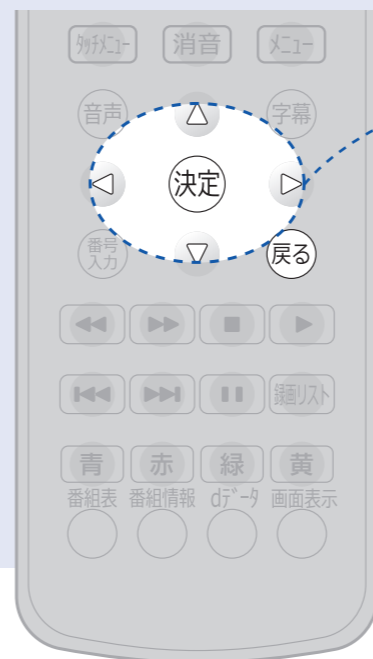 ﾀｯﾁﾒﾆｭｰ 消音 ﾒﾆｭｰ
音声 字幕
決定
番号
入力
戻る
録画ﾘｽﾄ
青 赤 緑 黄
番組表 番組情報 dﾃﾞｰﾀ 画面表示